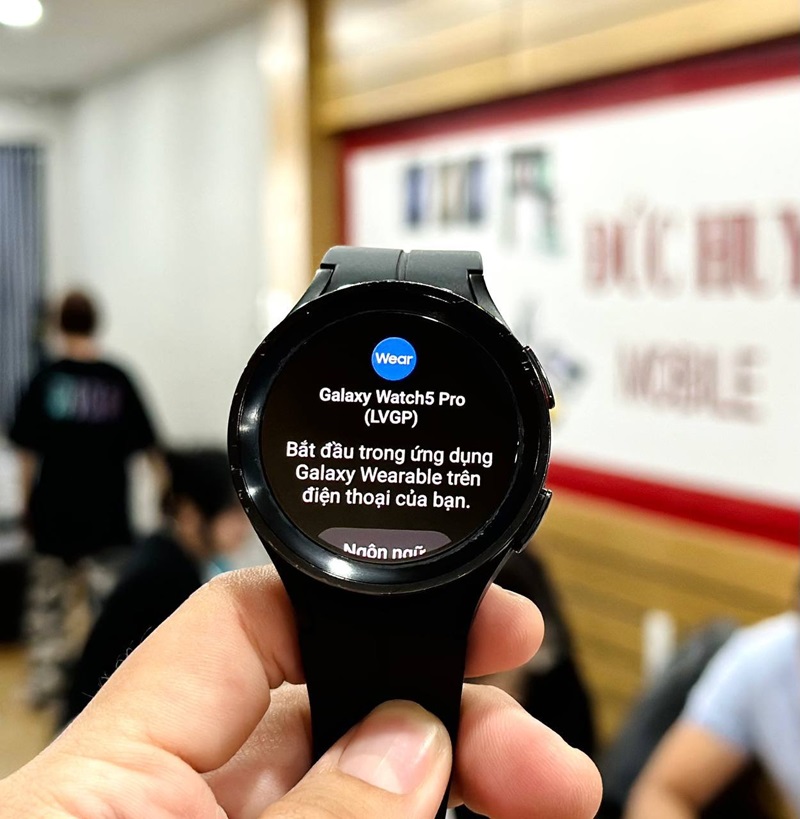 Wear
Galaxy Watch5 Pro
(LVGP)
Bắt đầu trong ứng dụng
Galaxy Wearable trên
điện thoại của bạn.
Ngôn ngữ
ĐỨC HUY
MOBILE